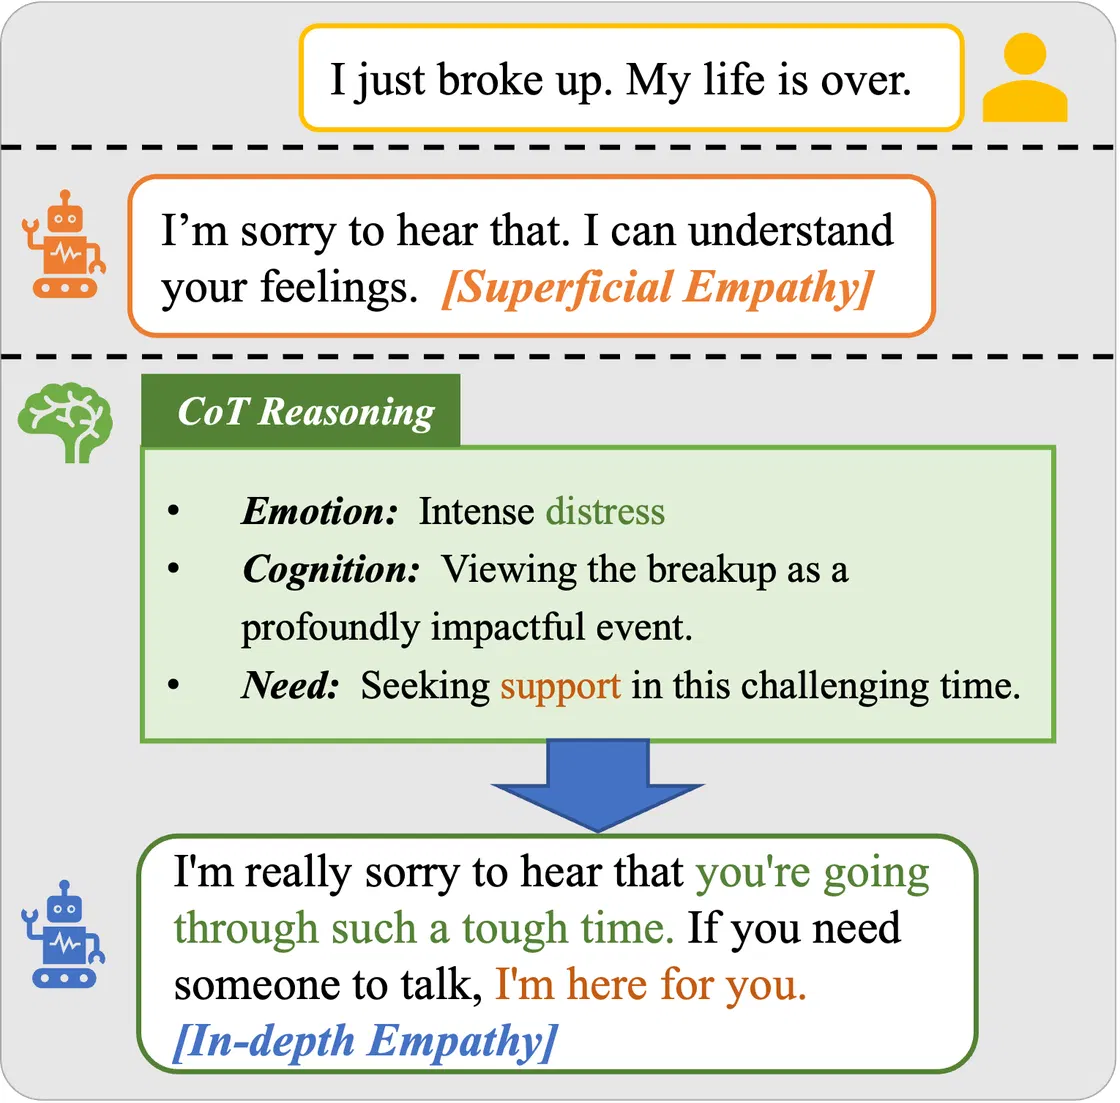 I just broke up. My life is over.
I’m sorry to hear that. I can understand
your feelings. [Superficial Empathy]
CoT Reasoning
• Emotion: Intense distress
• Cognition: Viewing the breakup as a
profoundly impactful event.
• Need: Seeking support in this challenging time.
I'm really sorry to hear that you're going
through such a tough time. If you need
someone to talk, I'm here for you.
[In-depth Empathy]